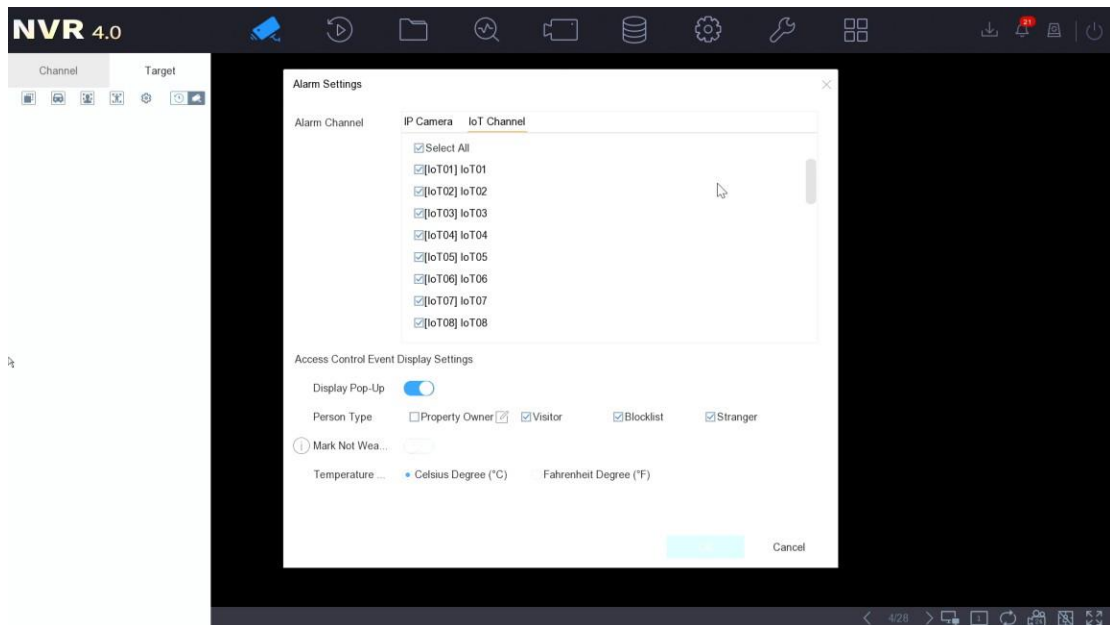 NVR 4.0
21
Channel Target
Alarm Settings
Alarm Channel IP Camera IoT Channel
Select All
[IoT01] IoT01
[IoT02] IoT02
[IoT03] IoT03
[IoT04] IoT04
[IoT05] IoT05
[IoT06] IoT06
[IoT07] IoT07
[IoT08] IoT08
Access Control Event Display Settings
Display Pop-Up
Person Type Property Owner Visitor Blocklist Stranger
Mark Not Wea...
Temperature ... Celsius Degree (°C) Fahrenheit Degree (°F)
Cancel
4/28